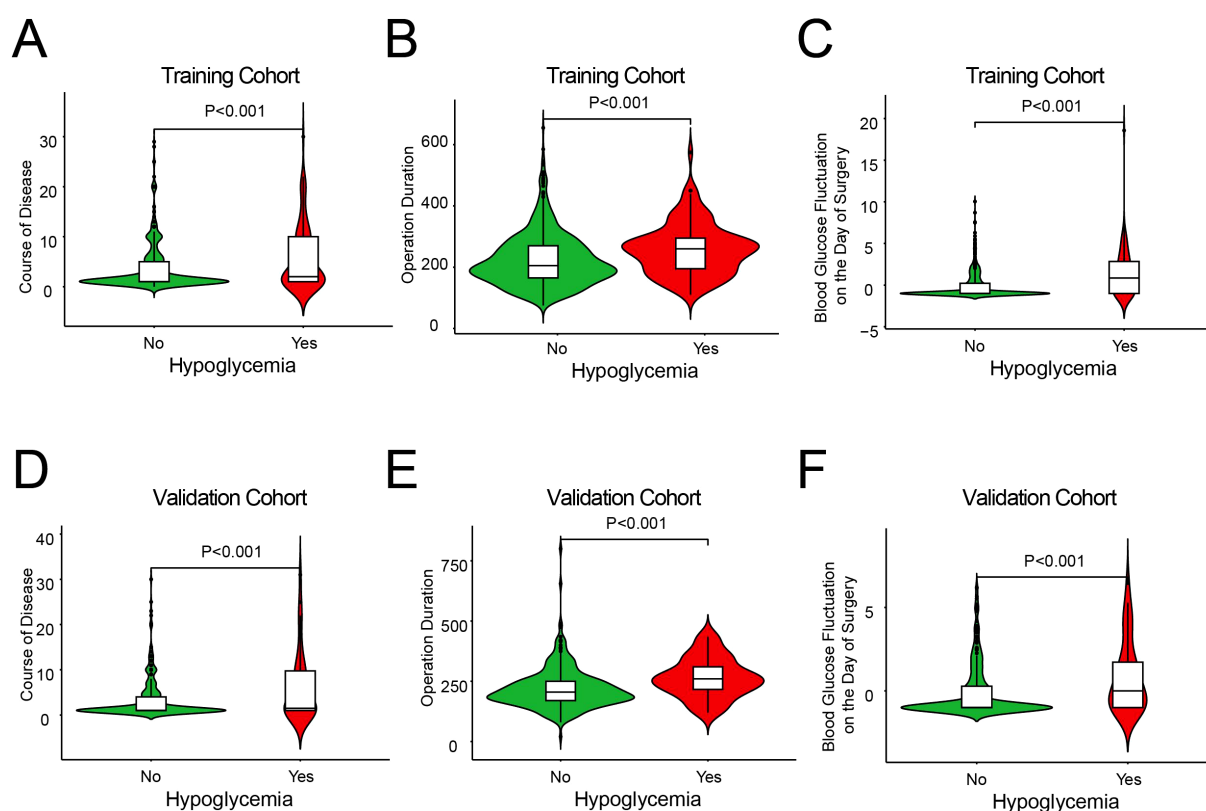 A
Training Cohort
P<0.001
Course of Disease
30
20
10
0
No
Yes
Hypoglycemia
B
Training Cohort
P<0.001
Operation Duration
600
400
200
0
No
Yes
Hypoglycemia
C
Training Cohort
P<0.001
Blood Glucose Fluctuation
on the Day of Surgery
20
15
10
5
0
−5
No
Yes
Hypoglycemia
D
Validation Cohort
P<0.001
Course of Disease
40
30
20
10
0
No
Yes
Hypoglycemia
E
Validation Cohort
P<0.001
Operation Duration
750
500
250
0
No
Yes
Hypoglycemia
F
Validation Cohort
P<0.001
Blood Glucose Fluctuation
on the Day of Surgery
5
0
No
Yes
Hypoglycemia